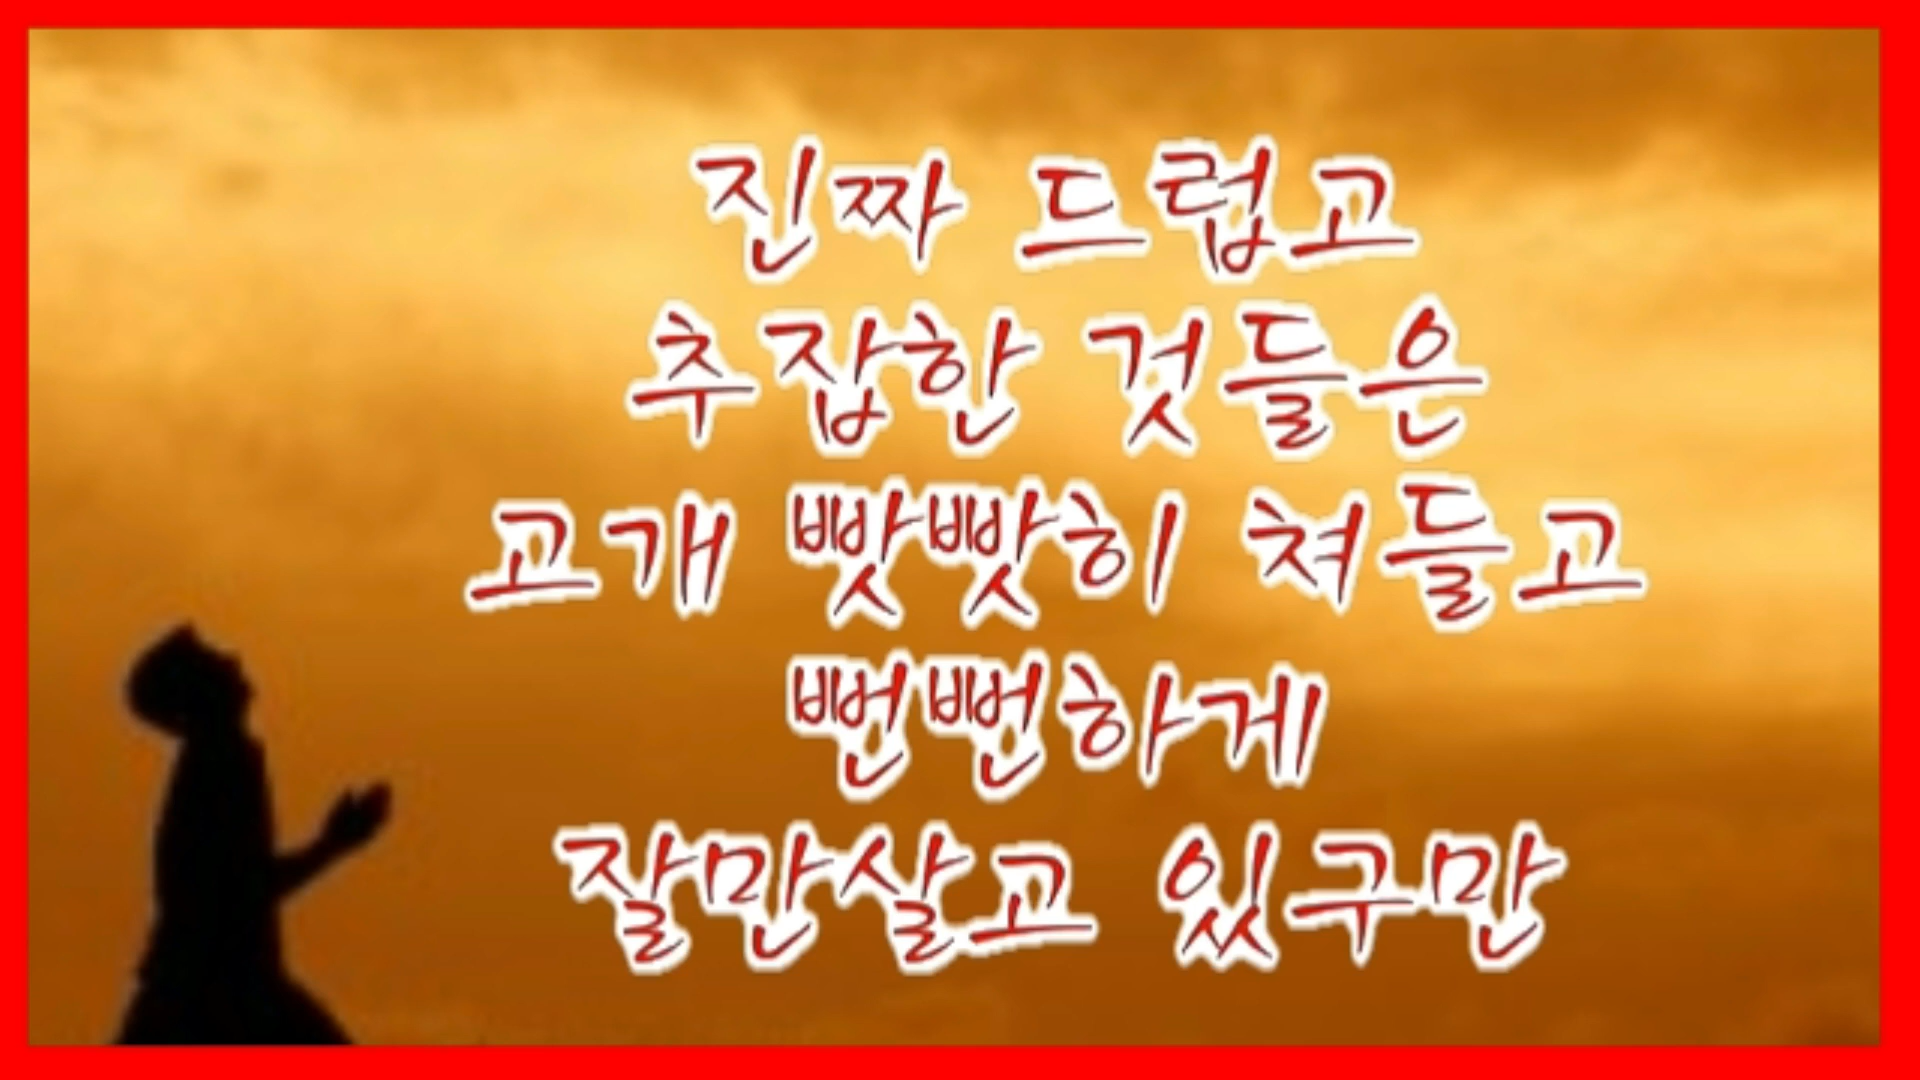 진짜 드럽고
추잡한 것들은
고개 빳빳히 쳐들고
뻔뻔하게
잘만살고 있구만